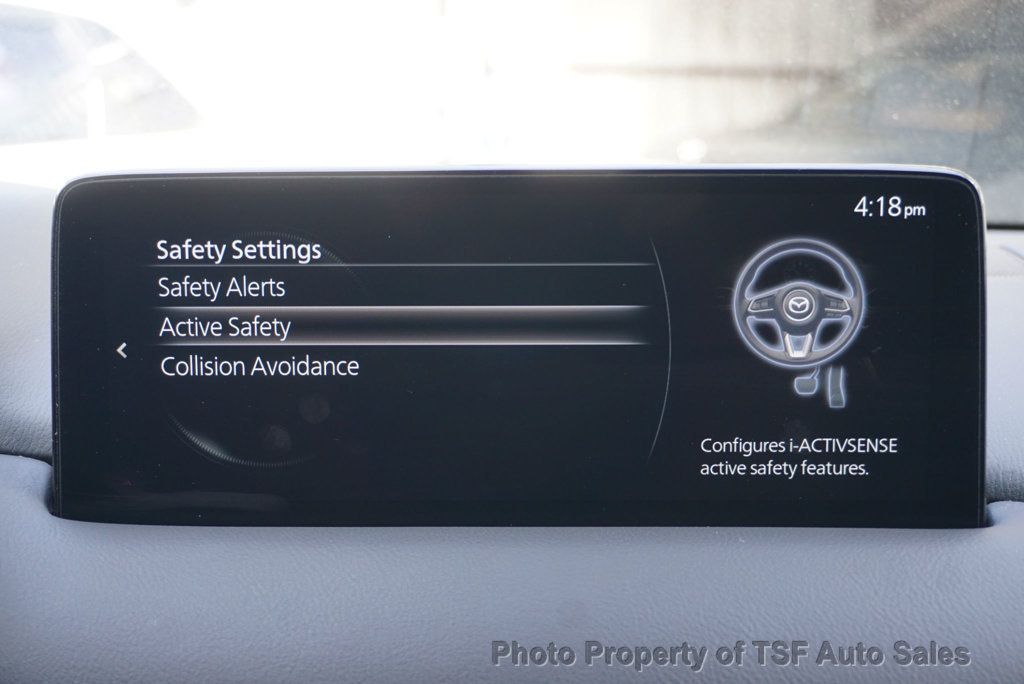 4:18pm
Safety Settings
Safety Alerts
Active Safety
Collision Avoidance
Configures i-ACTIVSENSE
active safety features.
Photo Property of TSF Auto Sales